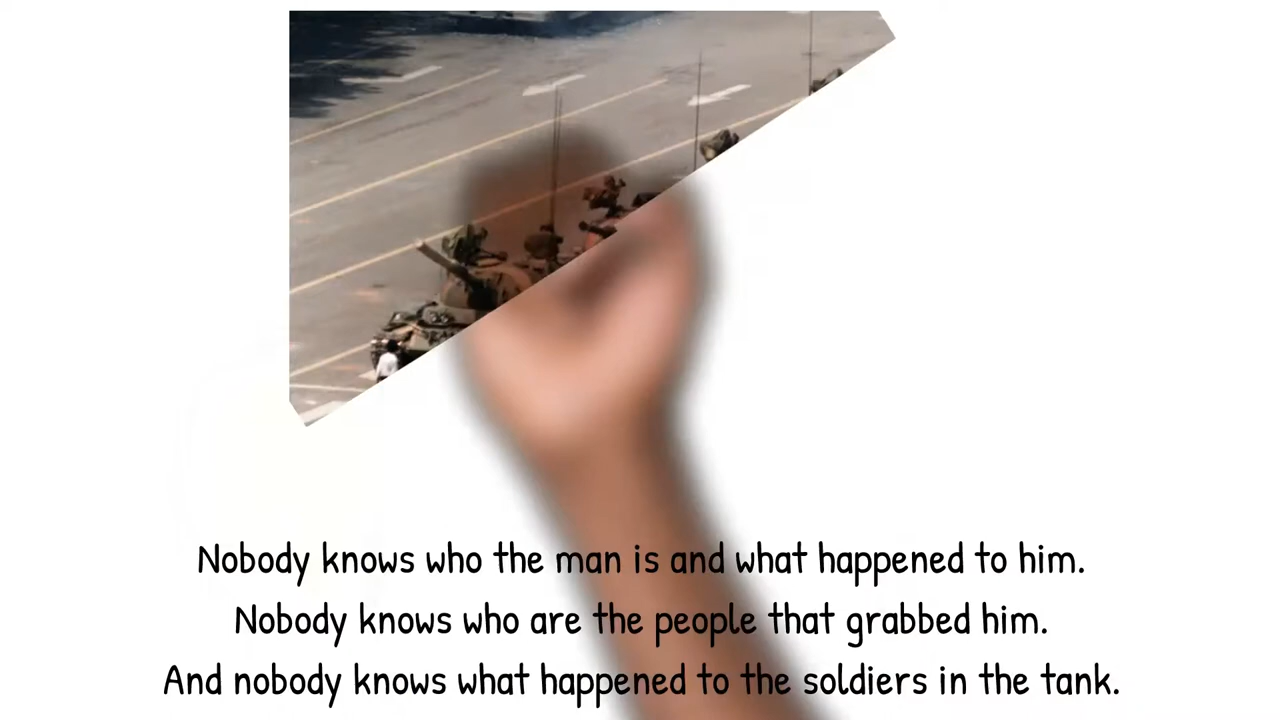 Nobody knows who the man is and what happened to him.
Nobody knows who are the people that grabbed him.
And nobody knows what happened to the soldiers in the tank.